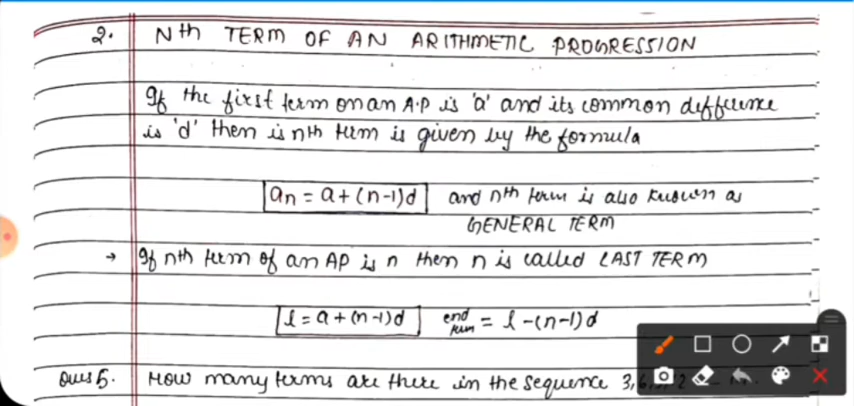 2. Nth TERM OF AN ARITHMETIC PROGRESSION
If the first term on an A.P is 'a' and its common difference
is 'd' then is nth term is given by the formula
an = a + (n-1)d and nth term is also known as
GENERAL TERM
→ If nth term of an AP is n then n is called LAST TERM
l = a + (n-1)d end term = l - (n-1)d
Ques 5. How many terms are there in the sequence 3, 6,